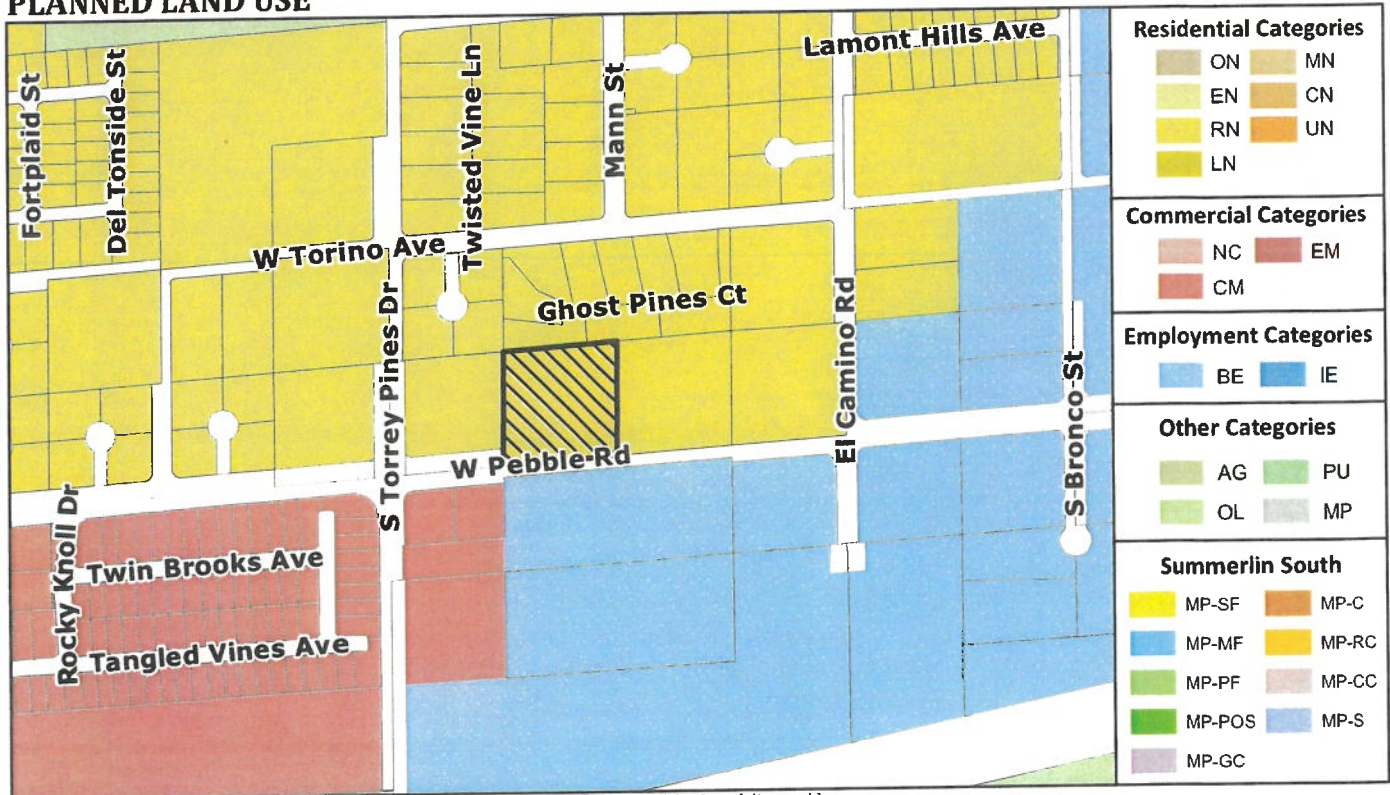 PLANNED LAND USE
Fortplaid St
Del Tonside St
Twisted Vine Ln
Mann St
Lamont Hills Ave
W Torino Ave
S Torrey Pines Dr
Ghost Pines Ct
El Camino Rd
S Bronco St
W Pebble Rd
Rocky Knoll Dr
Twin Brooks Ave
Tangled Vines Ave
Residential Categories
ON MN
EN CN
RN UN
LN
Commercial Categories
NC EM
CM
Employment Categories
BE IE
Other Categories
AG PU
OL MP
Summerlin South
MP-SF MP-C
MP-MF MP-RC
MP-PF MP-CC
MP-POS MP-S
MP-GC